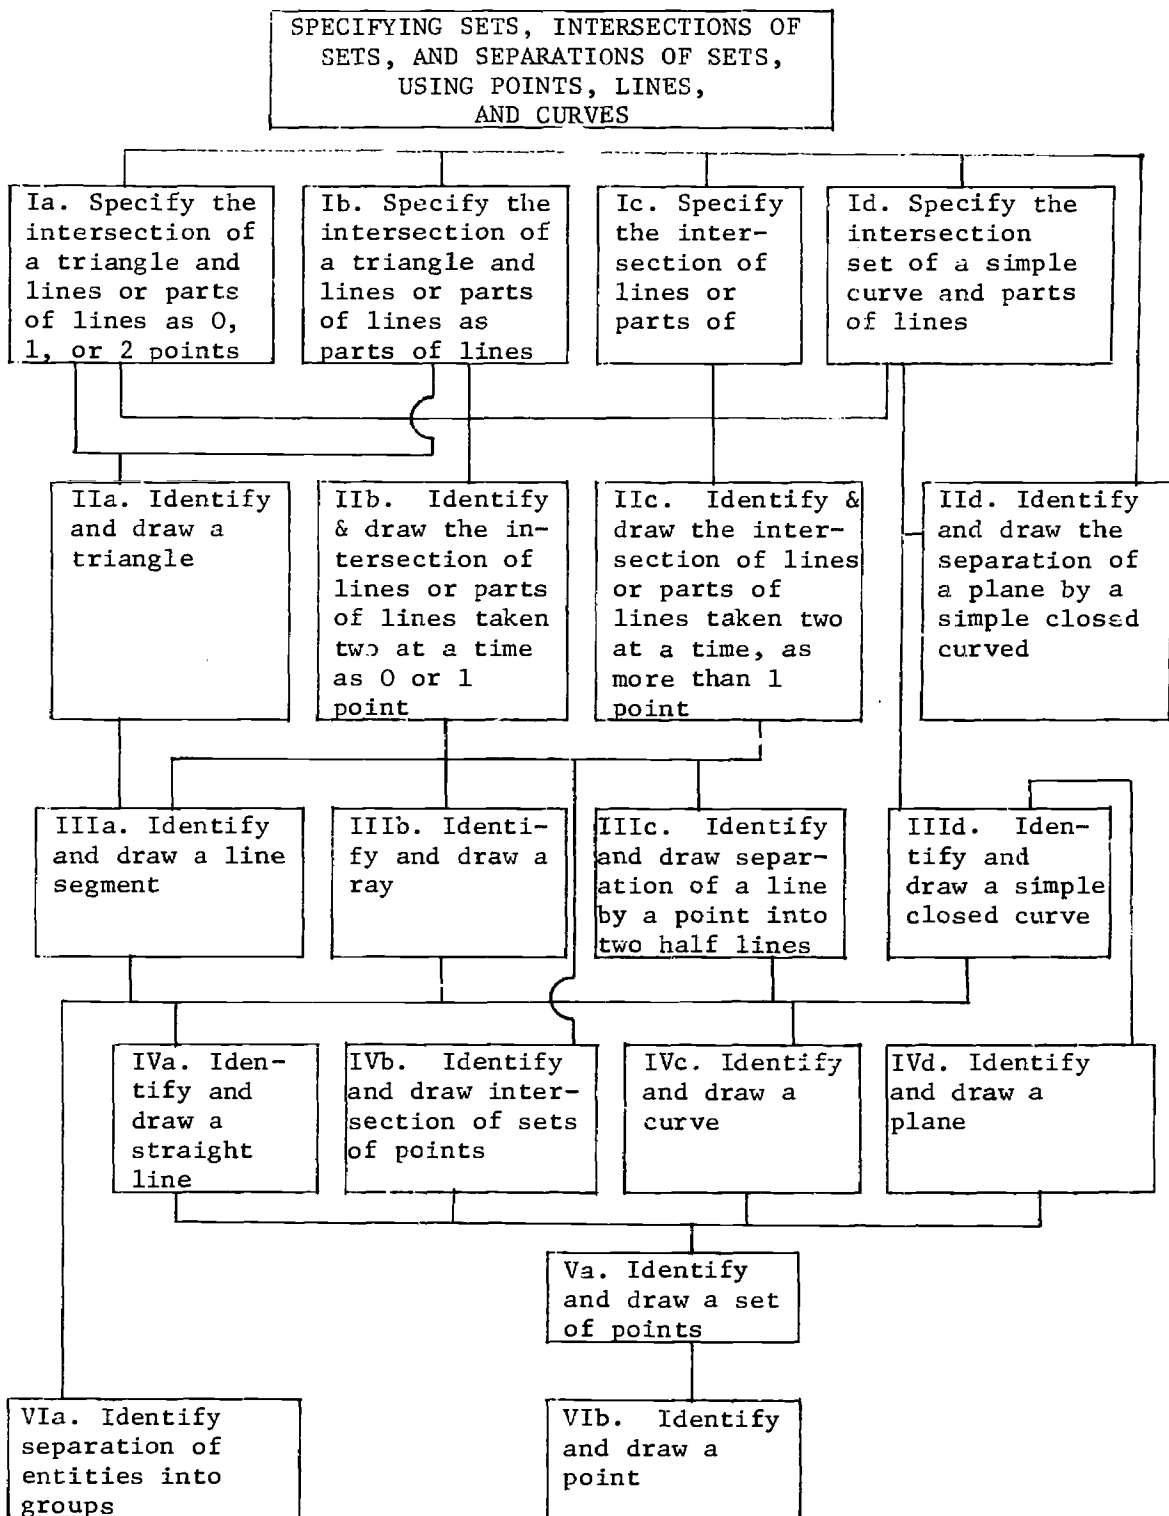 SPECIFYING SETS, INTERSECTIONS OF
SETS, AND SEPARATIONS OF SETS,
USING POINTS, LINES,
AND CURVES
Ia. Specify the
intersection of
a triangle and
lines or parts
of lines as 0,
1, or 2 points
Ib. Specify the
intersection of
a triangle and
lines or parts
of lines as
parts of lines
Ic. Specify
the inter-
section of
lines or
parts of
Id. Specify the
intersection
set of a simple
curve and parts
of lines
IIa. Identify
and draw a
triangle
IIb. Identify
& draw the in-
tersection of
lines or parts
of lines taken
two at a time
as 0 or 1
point
IIc. Identify &
draw the inter-
section of lines
or parts of
lines taken two
at a time, as
more than 1
point
IId. Identify
and draw the
separation of
a plane by a
simple closed
curved
IIIa. Identify
and draw a line
segment
IIIb. Identi-
fy and draw a
ray
IIIc. Identify
and draw separ-
ation of a line
by a point into
two half lines
IIId. Iden-
tify and
draw a simple
closed curve
IVa. Iden-
tify and
draw a
straight
line
IVb. Identify
and draw inter-
section of sets
of points
IVc. Identify
and draw a
curve
IVd. Identify
and draw a
plane
Va. Identify
and draw a set
of points
VIa. Identify
separation of
entities into
groups
VIb. Identify
and draw a
point